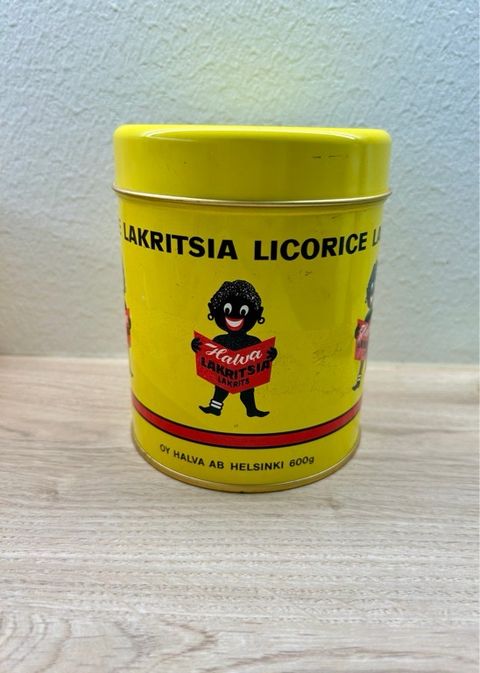 LAKRITSIA LICORICE
Halva
LAKRITSIA
LAKRITS
OY HALVA AB HELSINKI 600g